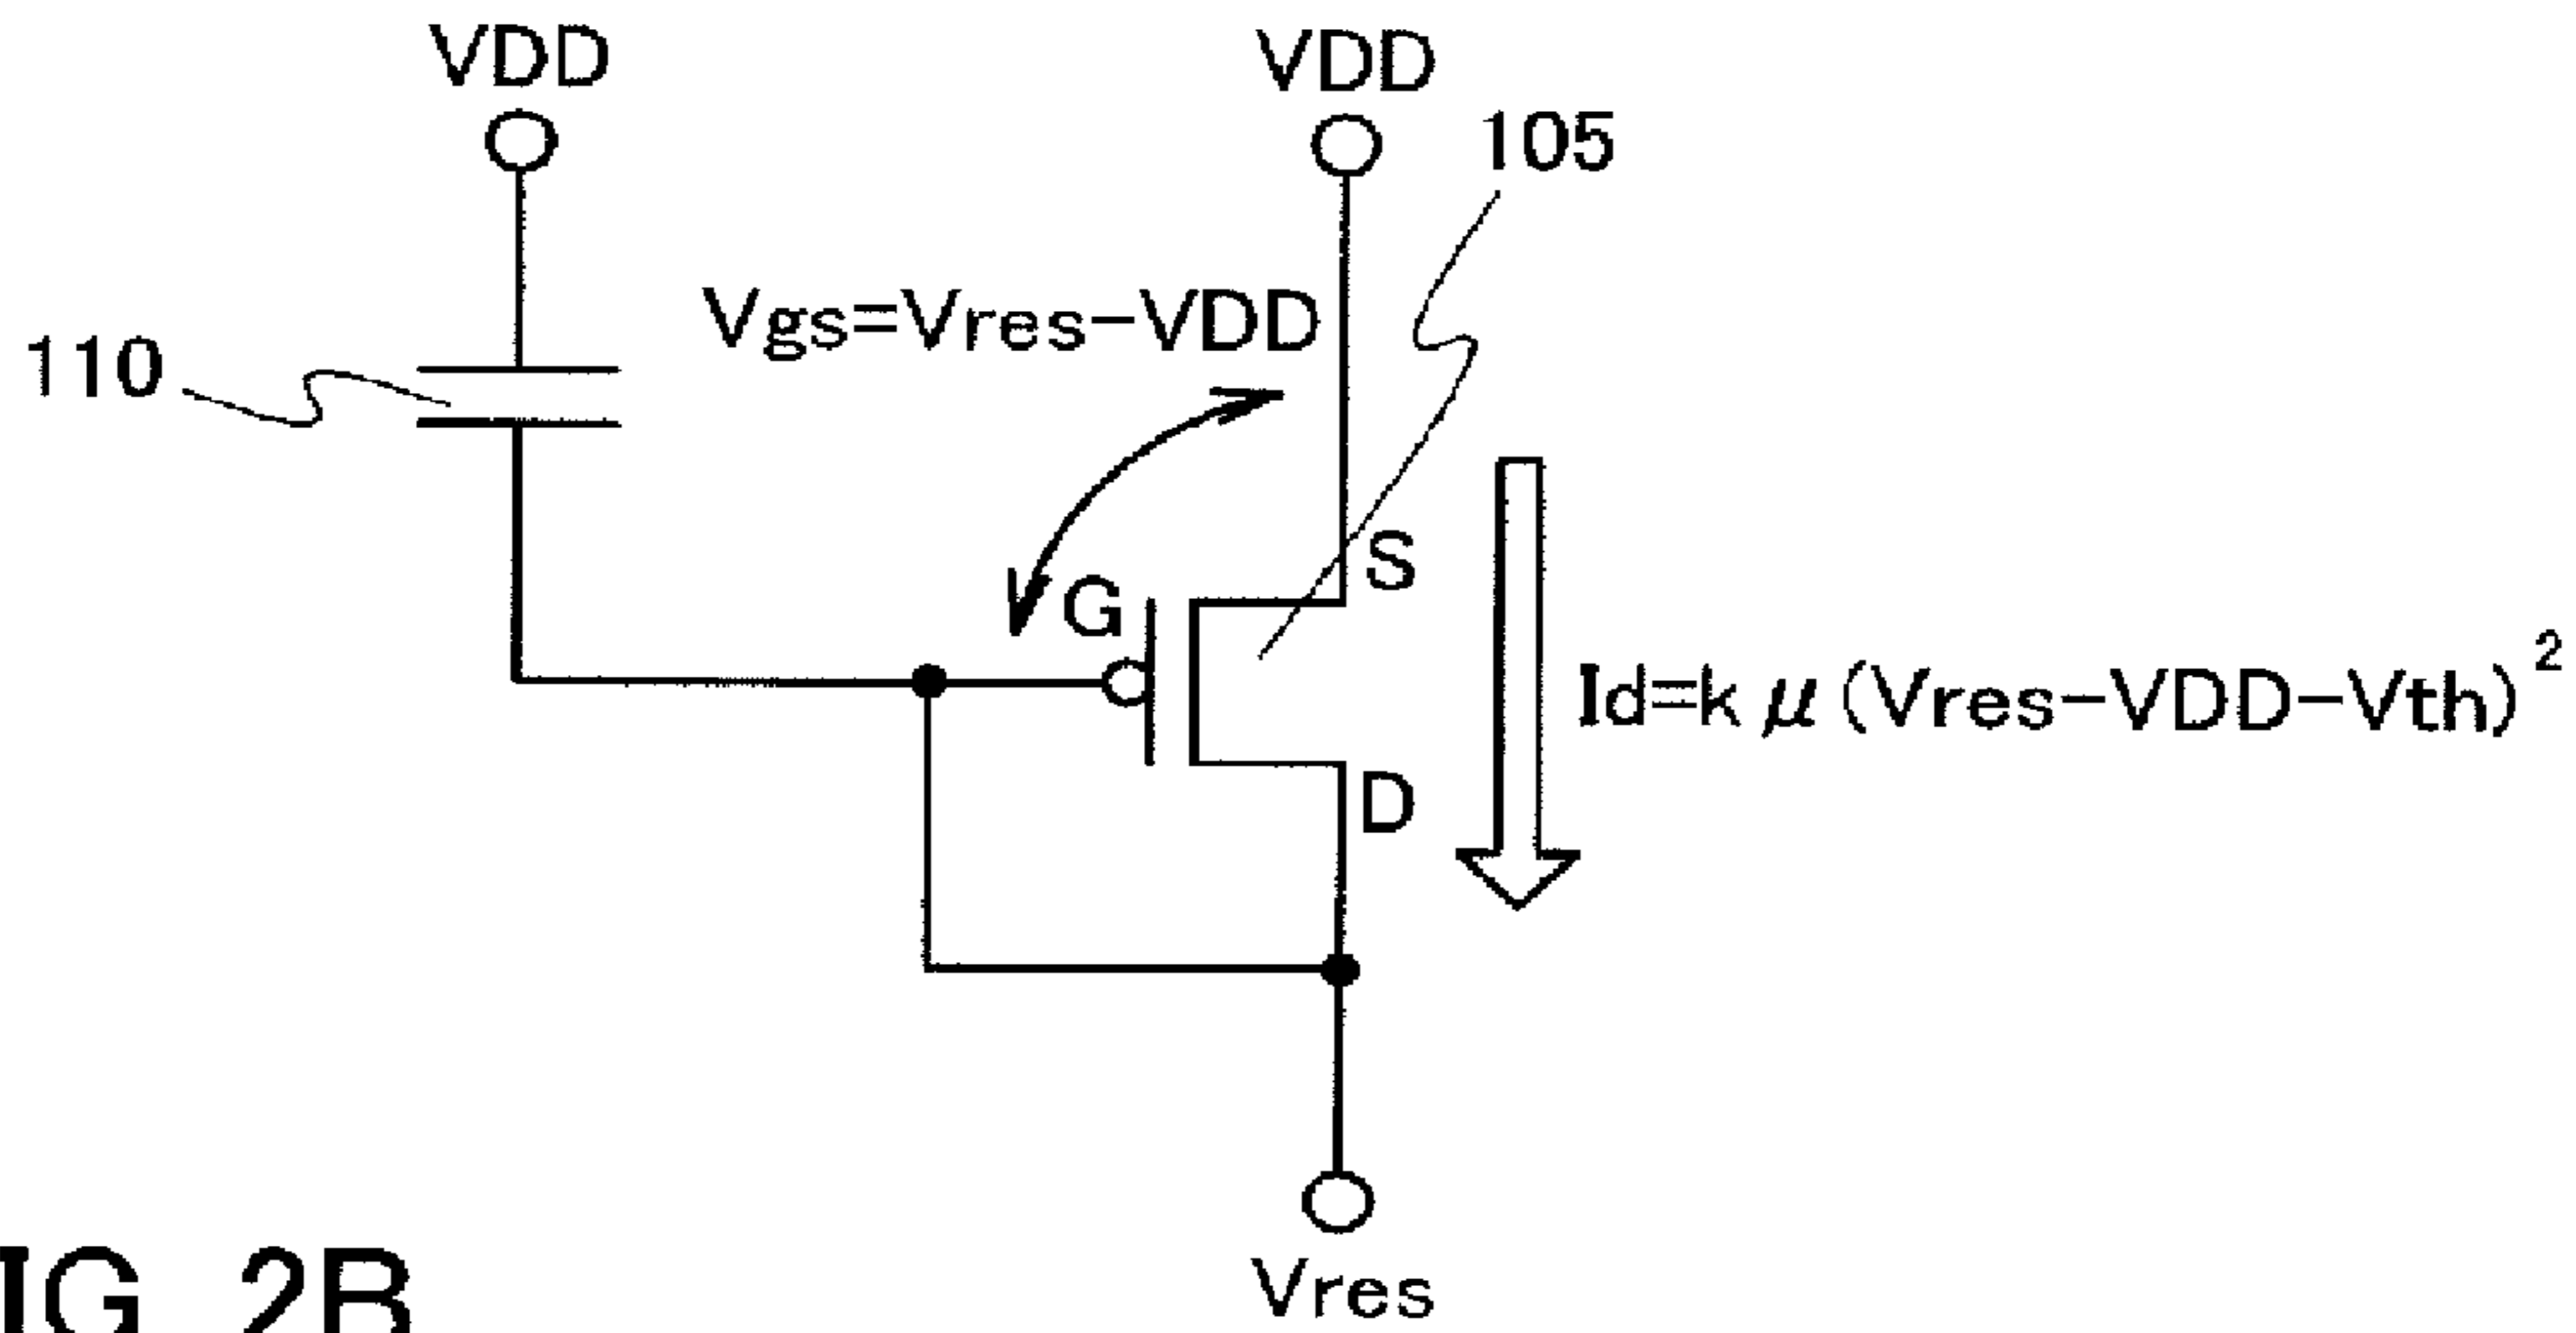 VDD
VDD
105
Vgs=Vres-VDD
110
S
G
Id=kμ(Vres-VDD-Vth)²
D
Vres
IG. 2B